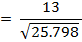 = 13/√25.798